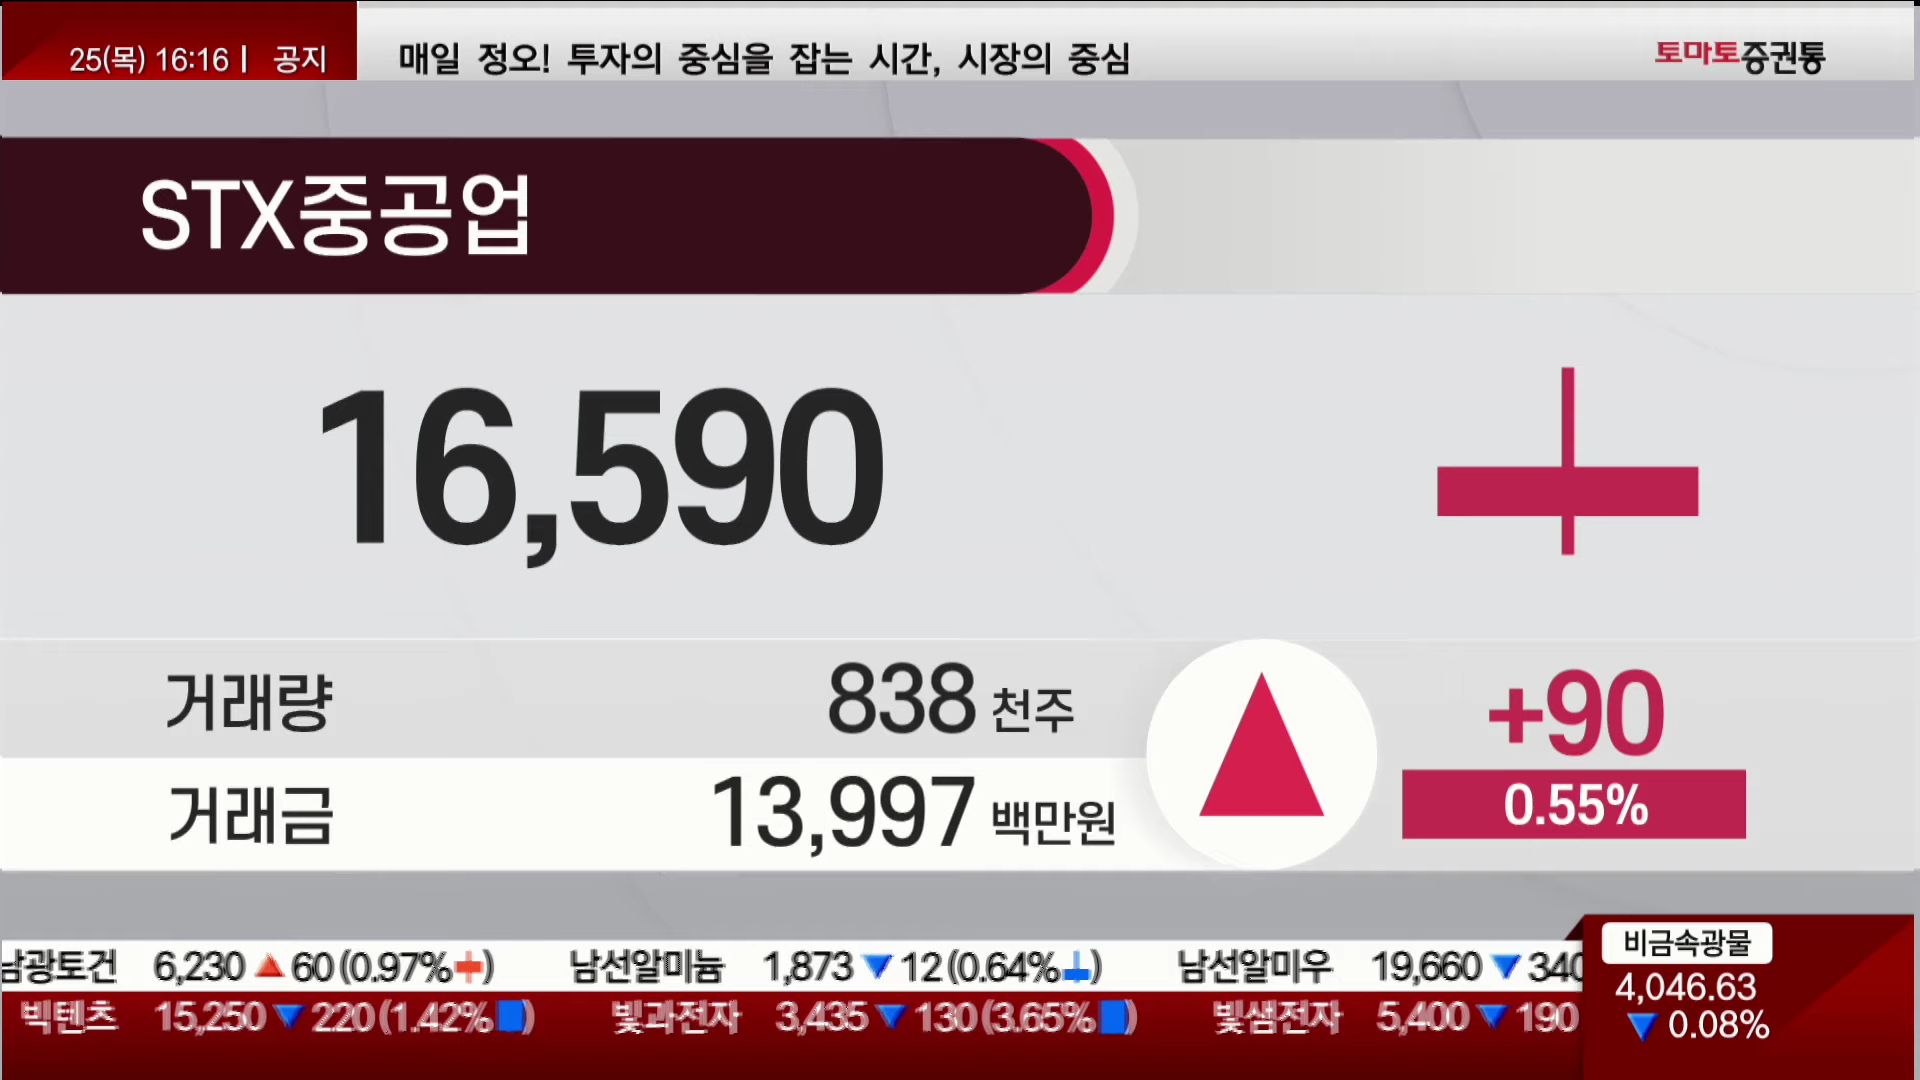 25(목) 16:16 | 공지
매일 정오! 투자의 중심을 잡는 시간, 시장의 중심
토마토증권통
STX중공업
16,590
거래량 838 천주
+90
거래금 13,997 백만원
0.55%
남광토건 6,230 ▲ 60 (0.97%) 남선알미늄 1,873 ▼ 12 (0.64%) 남선알미우 19,660 ▼ 340
빅텐츠 15,250 ▼ 220 (1.42%) 빛과전자 3,435 ▼ 130 (3.65%) 빛샘전자 5,400 ▼ 190
비금속광물
4,046.63
▼ 0.08%